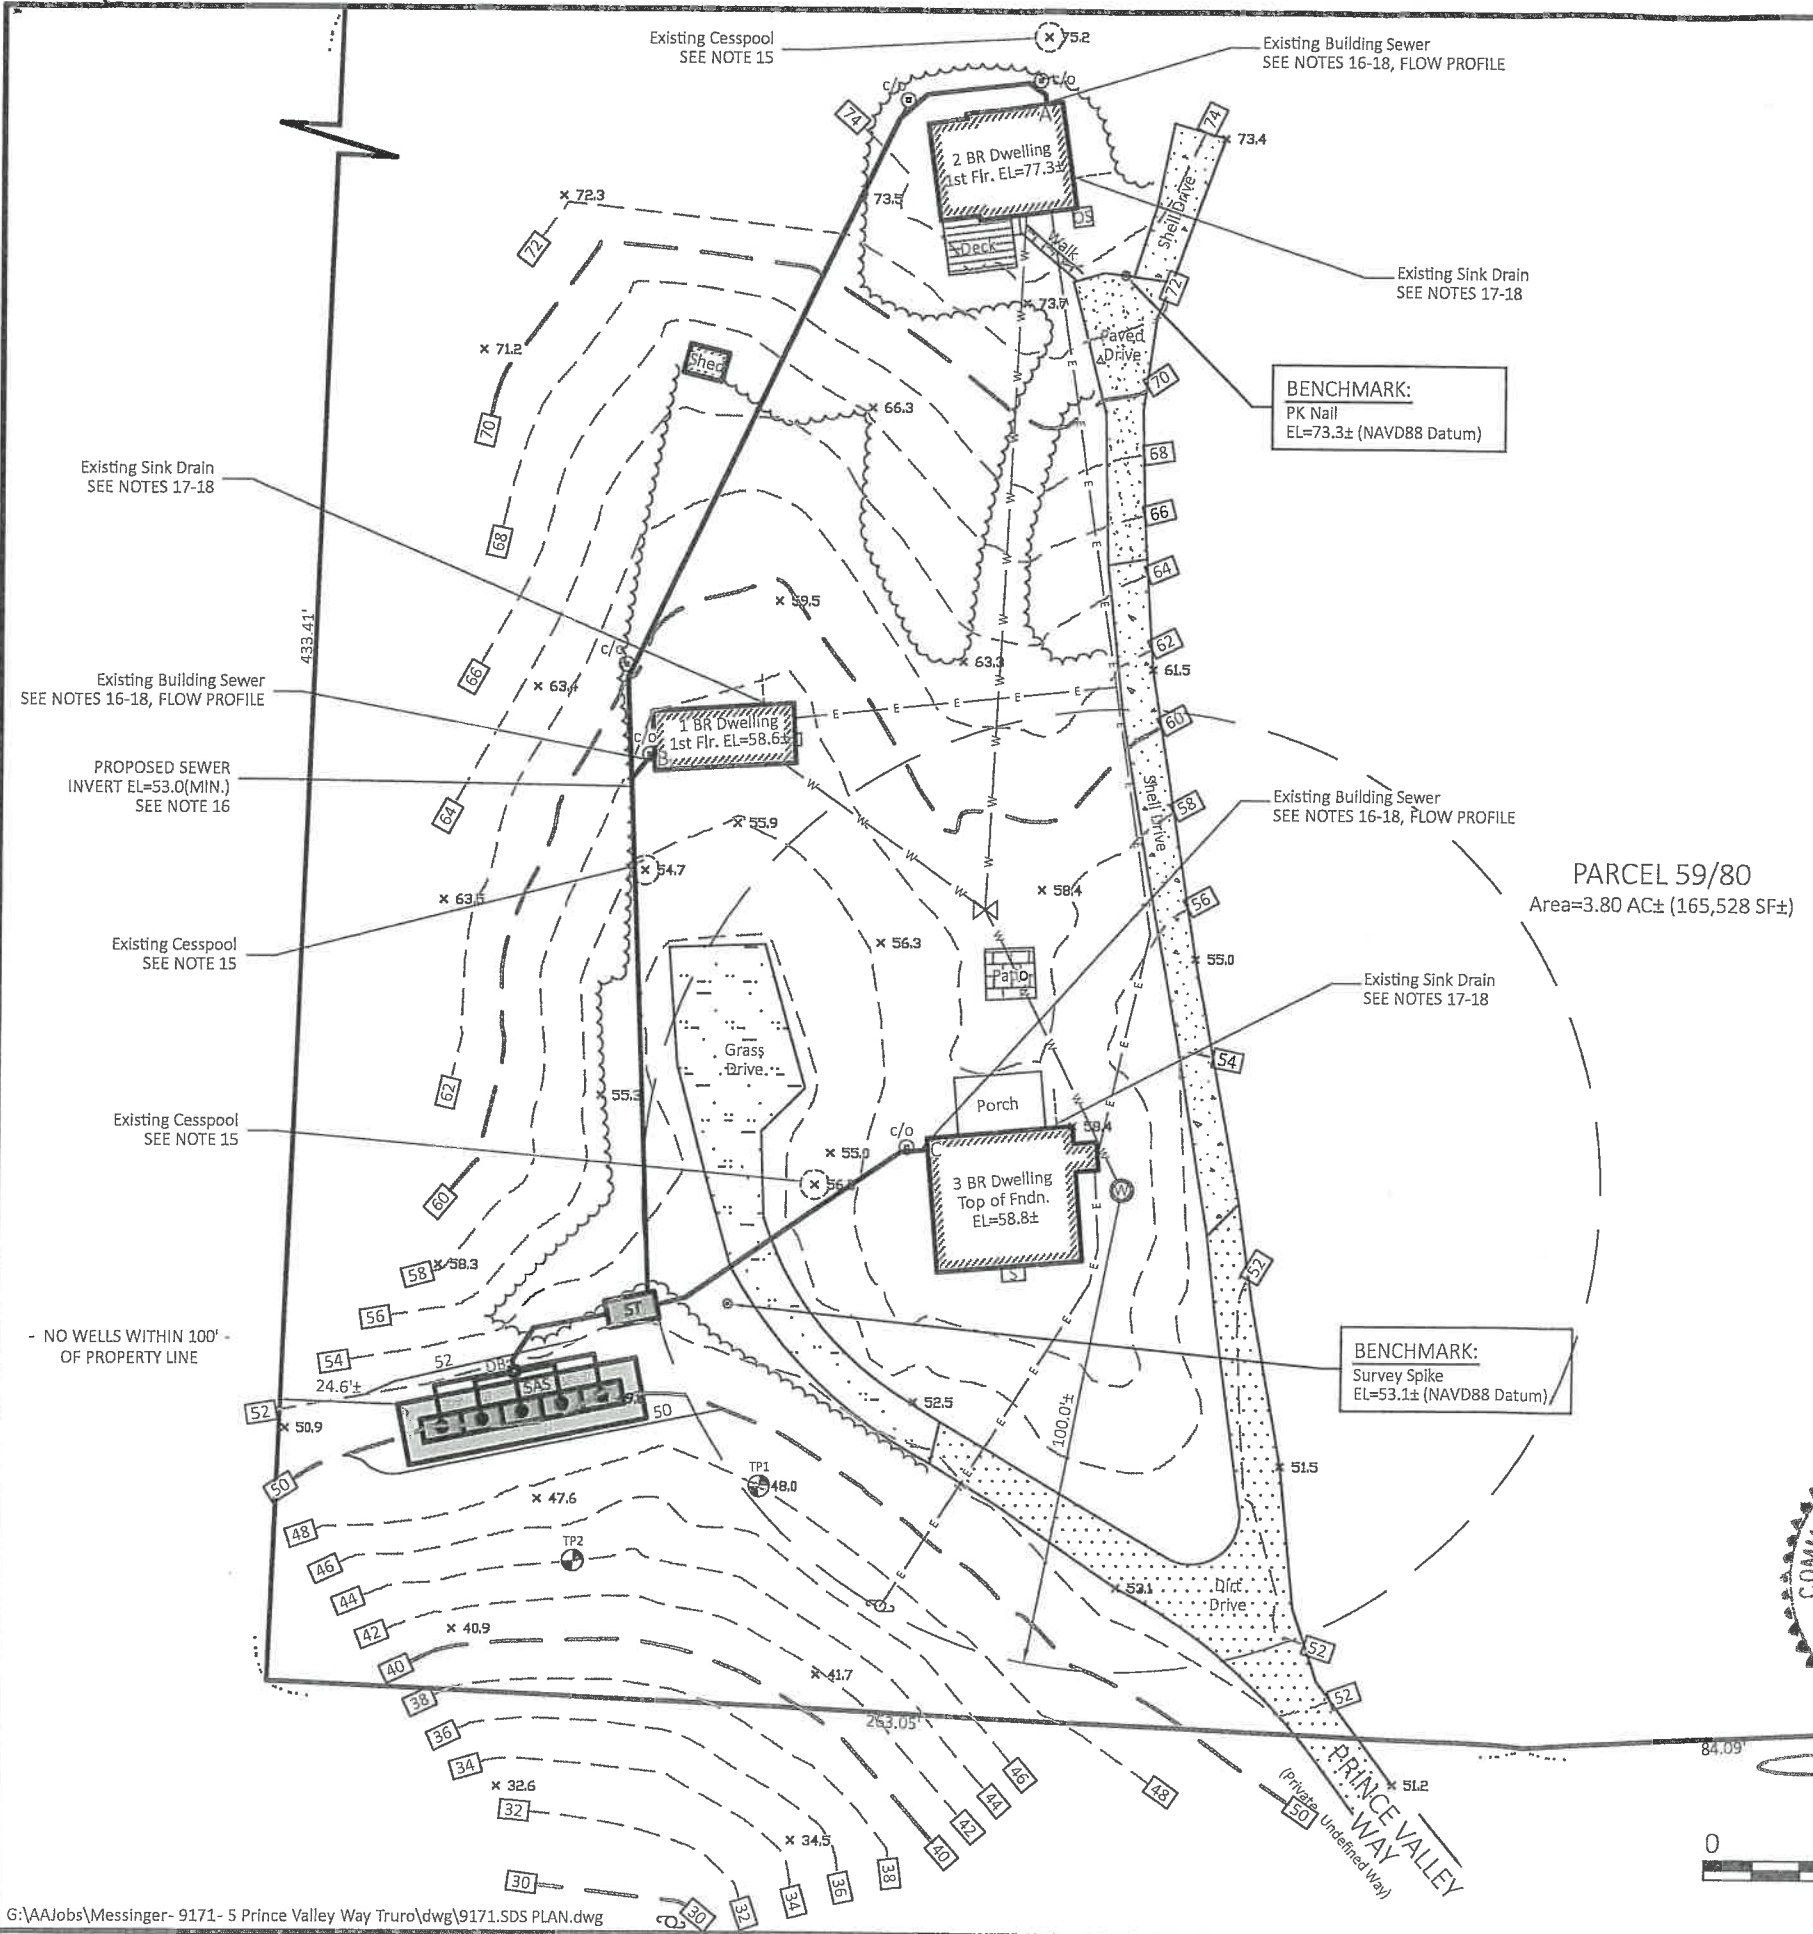 Existing Cesspool
SEE NOTE 15
75.2
Existing Building Sewer
SEE NOTES 16-18, FLOW PROFILE
c/o
c/o
74
A
2 BR Dwelling
1st Flr. EL=77.3±
74
73.4
72.3
73.5
Shell Drive
OS
Deck
Walk
72
Existing Sink Drain
SEE NOTES 17-18
72
73.7
71.2
Shed
Paved
Drive
70
BENCHMARK:
PK Nail
EL=73.3± (NAVD88 Datum)
66.3
70
68
Existing Sink Drain
SEE NOTES 17-18
66
68
64
433.41'
59.5
62
c/o
63.3
61.5
66
63.4
Existing Building Sewer
SEE NOTES 16-18, FLOW PROFILE
1 BR Dwelling
1st Flr. EL=58.6±
60
c/o
B
PROPOSED SEWER
INVERT EL=53.0(MIN.)
SEE NOTE 16
64
Shell Drive
58
Existing Building Sewer
SEE NOTES 16-18, FLOW PROFILE
55.9
54.7
58.4
PARCEL 59/80
Area=3.80 AC± (165,528 SF±)
63.5
56
Existing Cesspool
SEE NOTE 15
56.3
55.0
Patio
Existing Sink Drain
SEE NOTES 17-18
Grass
Drive
54
62
55.3
Porch
Existing Cesspool
SEE NOTE 15
c/o
58.4
55.0
C
3 BR Dwelling
Top of Fndn.
EL=58.8±
W
60
58
58.3
52
S
56
ST
- NO WELLS WITHIN 100' -
OF PROPERTY LINE
54
52
DB
BENCHMARK:
Survey Spike
EL=53.1± (NAVD88 Datum)
24.6'±
SAS
52
50
50.9
52.5
100.0'±
50
TP1
48.0
51.5
47.6
48
TP2
46
44
53.1
Dirt
Drive
42
40.9
52
40
41.7
38
52
263.05'
36
84.09'
34
46
PRINCE VALLEY
WAY
(Private Undefined Way)
51.2
32.6
48
44
50
32
42
34.5
40
0
38
36
30
34
32
30
G:\AAJobs\Messinger- 9171- 5 Prince Valley Way Truro\dwg\9171.SDS PLAN.dwg